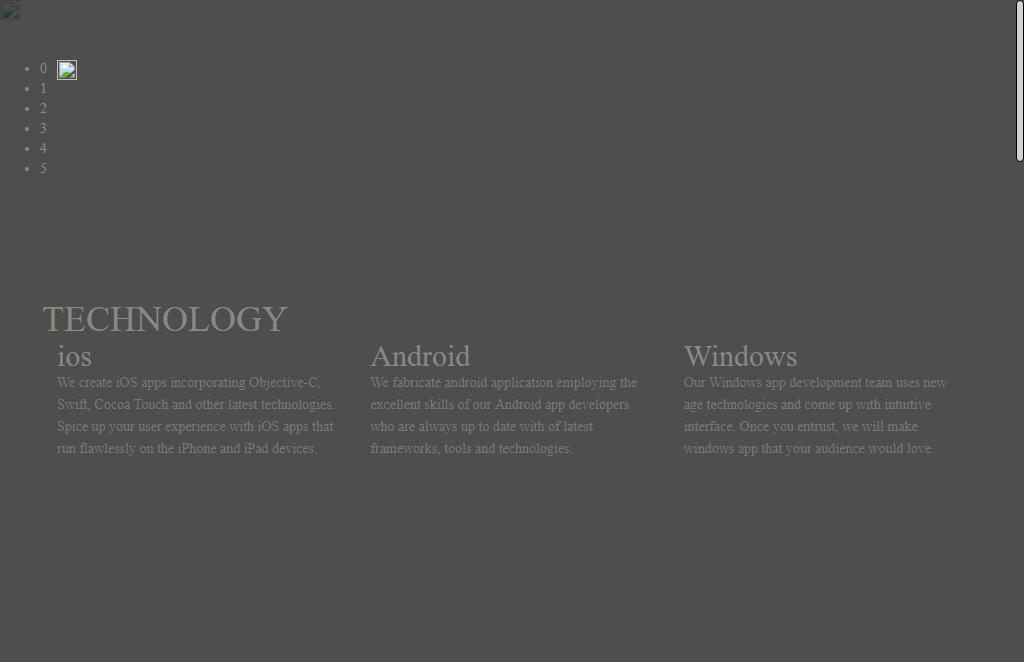 0
1
2
3
4
5
TECHNOLOGY
ios
We create iOS apps incorporating Objective-C,
Swift, Cocoa Touch and other latest technologies.
Spice up your user experience with iOS apps that
run flawlessly on the iPhone and iPad devices.
Android
We fabricate android application employing the
excellent skills of our Android app developers
who are always up to date with of latest
frameworks, tools and technologies.
Windows
Our Windows app development team uses new
age technologies and come up with intuitive
interface. Once you entrust, we will make
windows app that your audience would love.